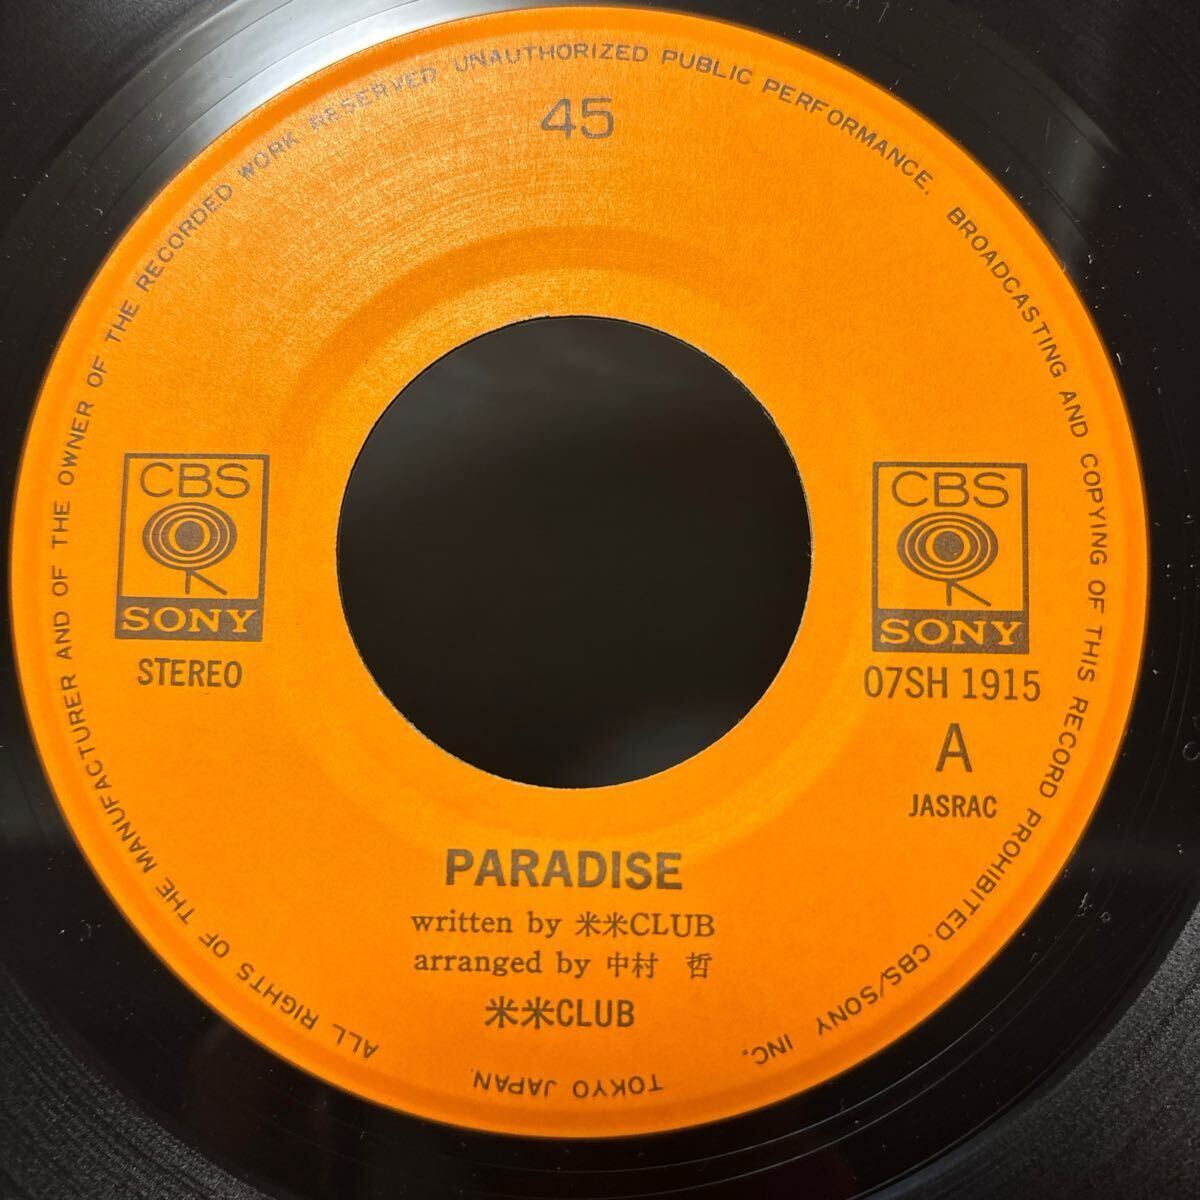 45
ALL RIGHTS OF THE MANUFACTURER AND OF THE OWNER OF THE RECORDED WORK RESERVED. UNAUTHORIZED PUBLIC PERFORMANCE, BROADCASTING AND COPYING OF THIS RECORD PROHIBITED. CBS/SONY INC.
TOKYO JAPAN
CBS
SONY
STEREO
CBS
SONY
07SH 1915
A
JASRAC
PARADISE
written by 米米CLUB
arranged by 中村 哲
米米CLUB